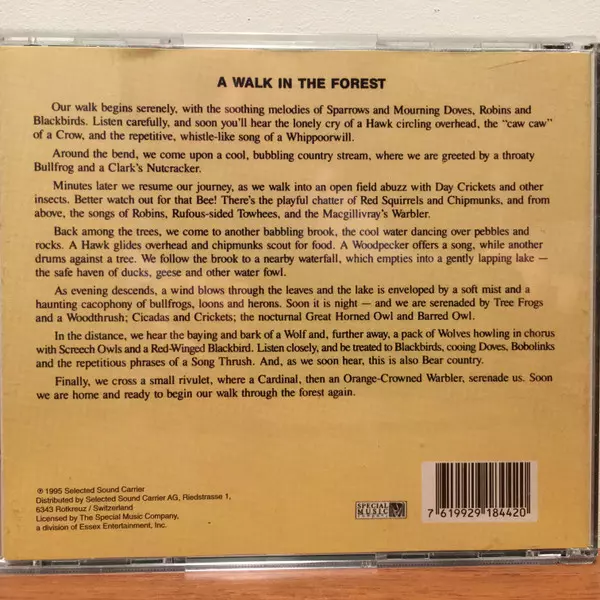 A WALK IN THE FOREST
Our walk begins serenely, with the soothing melodies of Sparrows and Mourning Doves, Robins and
Blackbirds. Listen carefully, and soon you'll hear the lonely cry of a Hawk circling overhead, the "caw caw"
of a Crow, and the repetitive, whistle-like song of a Whippoorwill.
Around the bend, we come upon a cool, bubbling country stream, where we are greeted by a throaty
Bullfrog and a Clark's Nutcracker.
Minutes later we resume our journey, as we walk into an open field abuzz with Day Crickets and other
insects. Better watch out for that Bee! There's the playful chatter of Red Squirrels and Chipmunks, and from
above, the songs of Robins, Rufous-sided Towhees, and the Macgillivray's Warbler.
Back among the trees, we come to another babbling brook, the cool water dancing over pebbles and
rocks. A Hawk glides overhead and chipmunks scout for food. A Woodpecker offers a song, while another
drums against a tree. We follow the brook to a nearby waterfall, which empties into a gently lapping lake —
the safe haven of ducks, geese and other water fowl.
As evening descends, a wind blows through the leaves and the lake is enveloped by a soft mist and a
haunting cacophony of bullfrogs, loons and herons. Soon it is night — and we are serenaded by Tree Frogs
and a Woodthrush; Cicadas and Crickets; the nocturnal Great Horned Owl and Barred Owl.
In the distance, we hear the baying and bark of a Wolf and, further away, a pack of Wolves howling in chorus
with Screech Owls and a Red-Winged Blackbird. Listen closely, and be treated to Blackbirds, cooing Doves, Bobolinks
and the repetitious phrases of a Song Thrush. And, as we soon hear, this is also Bear country.
Finally, we cross a small rivulet, where a Cardinal, then an Orange-Crowned Warbler, serenade us. Soon
we are home and ready to begin our walk through the forest again.
℗ 1995 Selected Sound Carrier
Distributed by Selected Sound Carrier AG, Riedstrasse 1,
6343 Rotkreuz / Switzerland
Licensed by The Special Music Company,
a division of Essex Entertainment, Inc.
SPECIAL
MUSIC
COMPANY
7 619929 184420